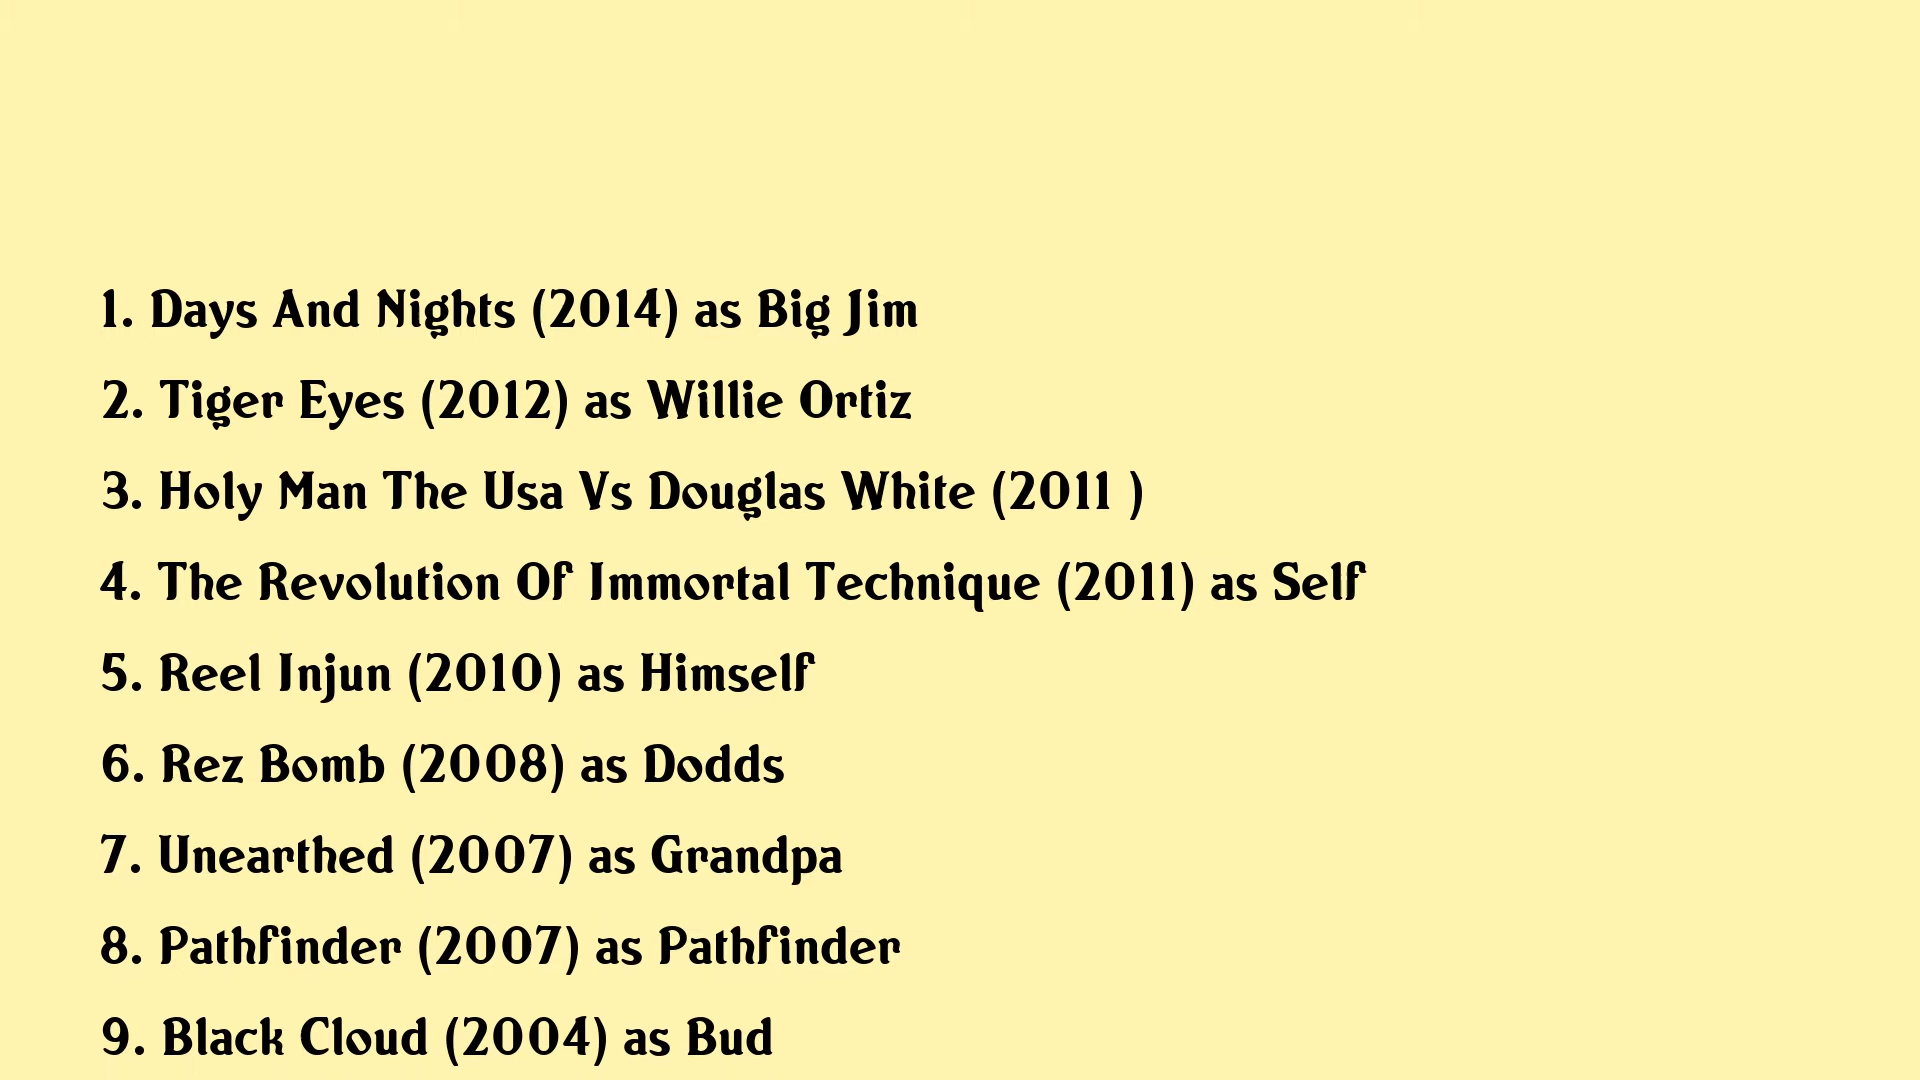 1. Days And Nights (2014) as Big Jim
2. Tiger Eyes (2012) as Willie Ortiz
3. Holy Man The Usa Vs Douglas White (2011 )
4. The Revolution Of Immortal Technique (2011) as Self
5. Reel Injun (2010) as Himself
6. Rez Bomb (2008) as Dodds
7. Unearthed (2007) as Grandpa
8. Pathfinder (2007) as Pathfinder
9. Black Cloud (2004) as Bud